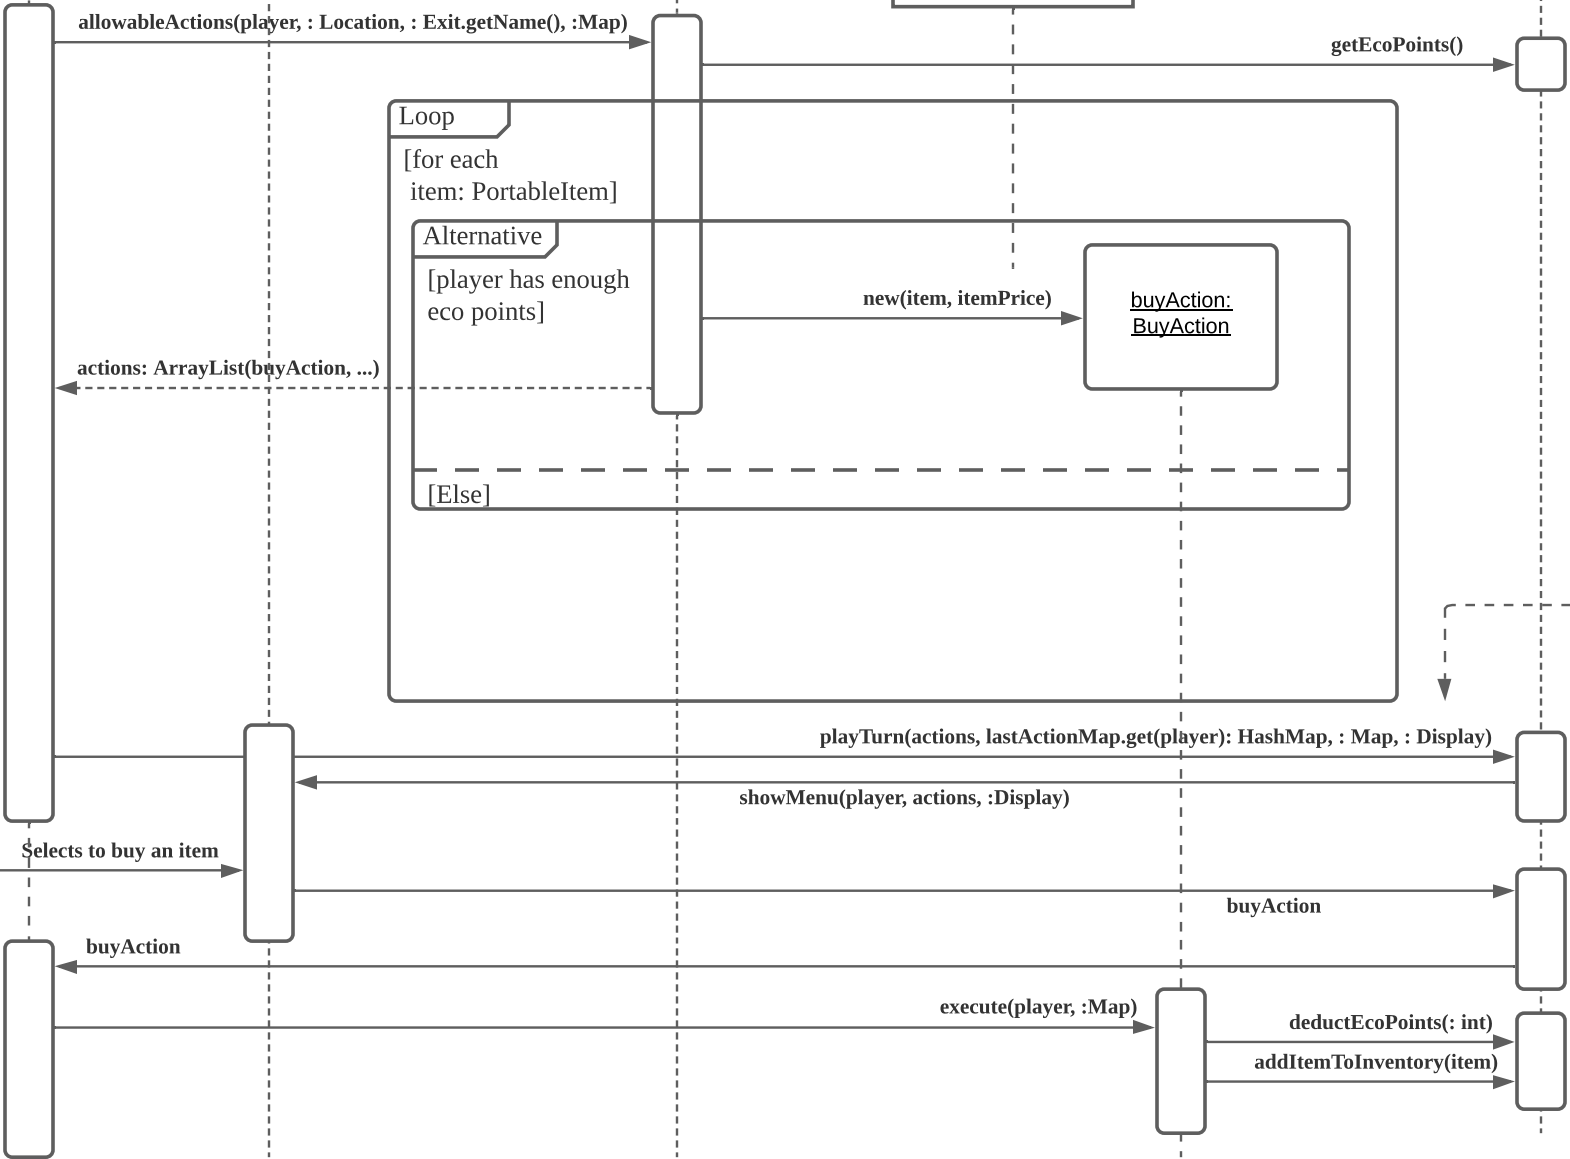 allowableActions(player, : Location, : Exit.getName(), :Map)
getEcoPoints()
Loop
[for each
item: PortableItem]
Alternative
[player has enough
eco points]
new(item, itemPrice)
buyAction:
BuyAction
actions: ArrayList(buyAction, ...)
[Else]
playTurn(actions, lastActionMap.get(player): HashMap, : Map, : Display)
showMenu(player, actions, :Display)
Selects to buy an item
buyAction
buyAction
execute(player, :Map)
deductEcoPoints(: int)
addItemToInventory(item)